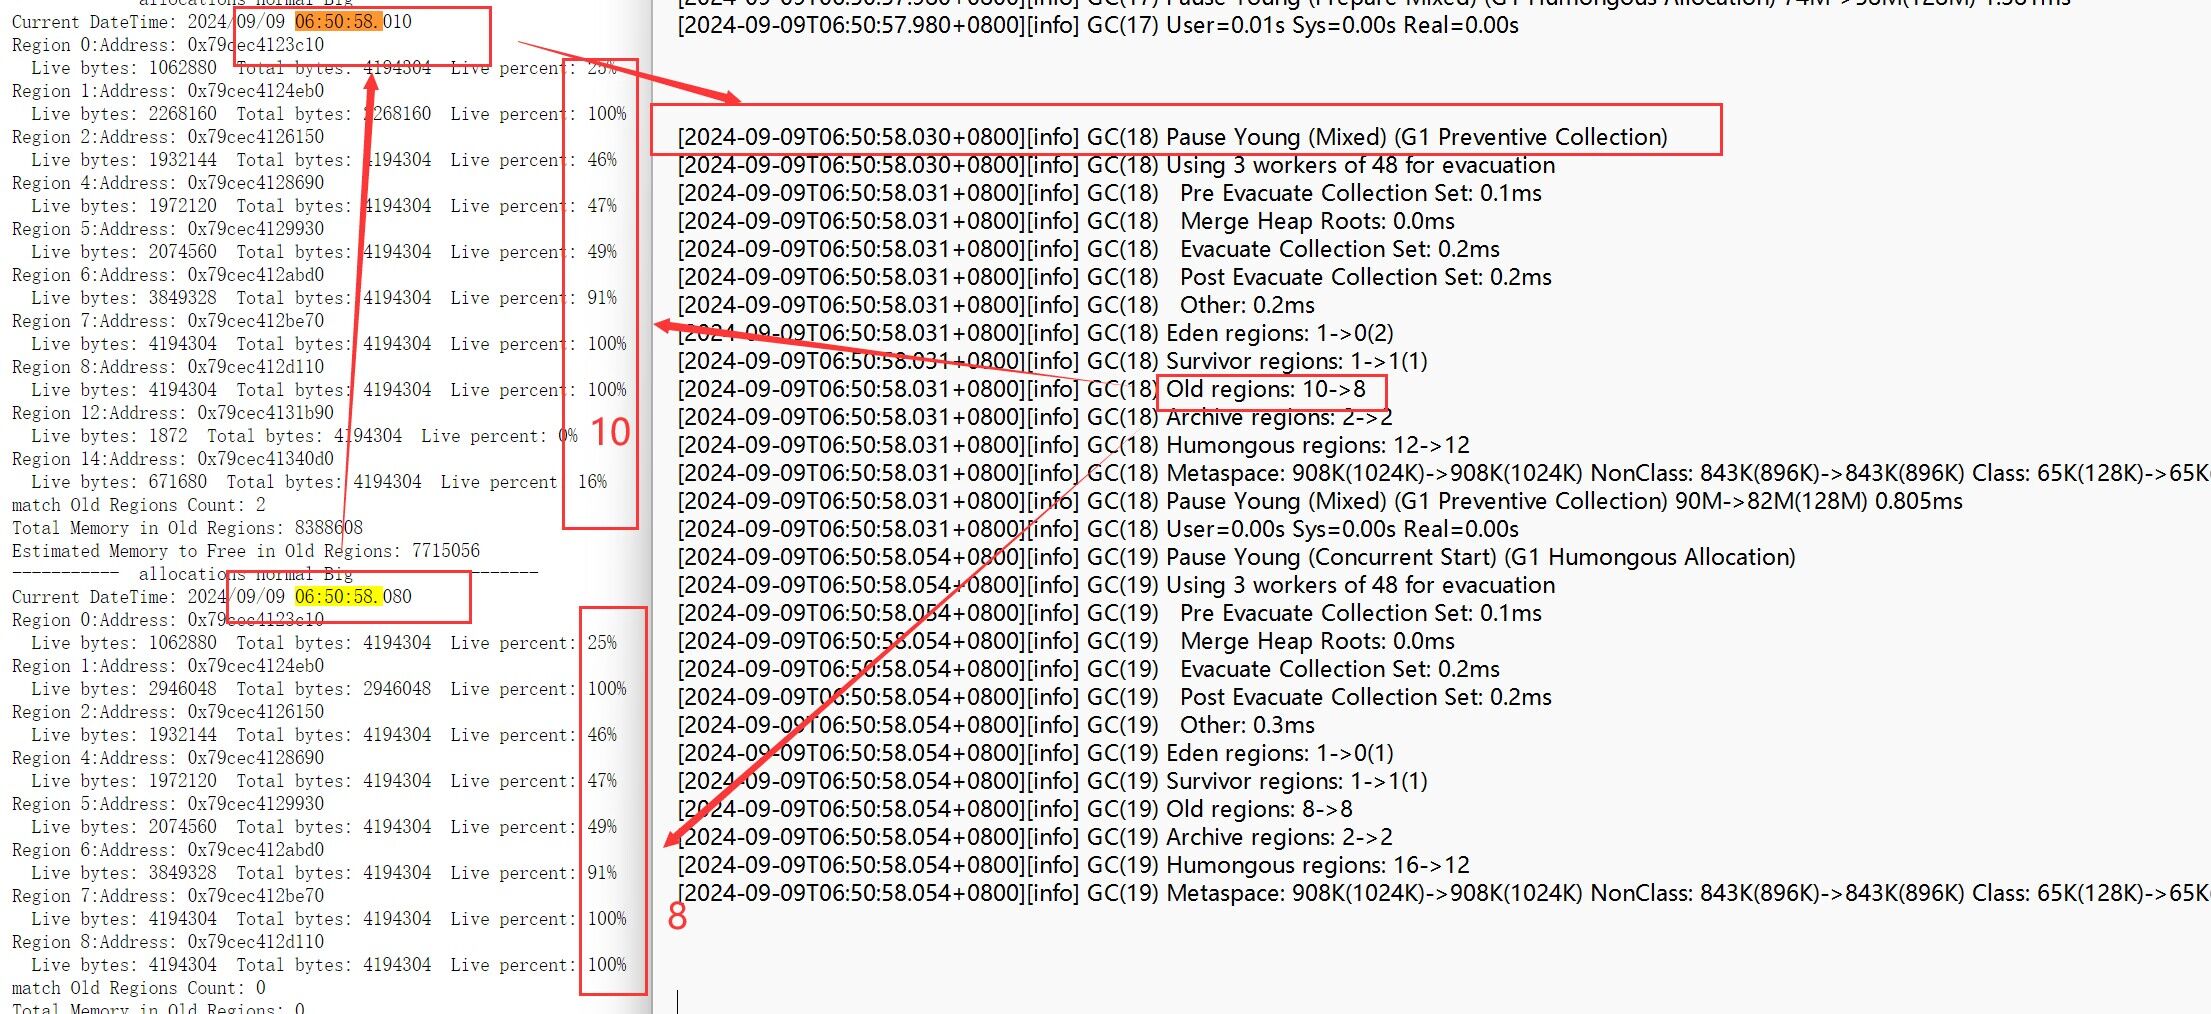 allocations normal Big
Current DateTime: 2024/09/09 06:50:58.010
Region 0:Address: 0x79cec4123c10
Live bytes: 1062880 Total bytes: 4194304 Live percent: 25%
Region 1:Address: 0x79cec4124eb0
Live bytes: 2268160 Total bytes: 2268160 Live percent: 100%
Region 2:Address: 0x79cec4126150
Live bytes: 1932144 Total bytes: 4194304 Live percent: 46%
Region 4:Address: 0x79cec4128690
Live bytes: 1972120 Total bytes: 4194304 Live percent: 47%
Region 5:Address: 0x79cec4129930
Live bytes: 2074560 Total bytes: 4194304 Live percent: 49%
Region 6:Address: 0x79cec412abd0
Live bytes: 3849328 Total bytes: 4194304 Live percent: 91%
Region 7:Address: 0x79cec412be70
Live bytes: 4194304 Total bytes: 4194304 Live percent: 100%
Region 8:Address: 0x79cec412d110
Live bytes: 4194304 Total bytes: 4194304 Live percent: 100%
Region 12:Address: 0x79cec4131b90
Live bytes: 1872 Total bytes: 4194304 Live percent: 0%
10
Region 14:Address: 0x79cec41340d0
Live bytes: 671680 Total bytes: 4194304 Live percent: 16%
match Old Regions Count: 2
Total Memory in Old Regions: 8388608
Estimated Memory to Free in Old Regions: 7715056
----------- allocations normal Big -------
Current DateTime: 2024/09/09 06:50:58.080
Region 0:Address: 0x79cec4123c10
Live bytes: 1062880 Total bytes: 4194304 Live percent: 25%
Region 1:Address: 0x79cec4124eb0
Live bytes: 2946048 Total bytes: 2946048 Live percent: 100%
Region 2:Address: 0x79cec4126150
Live bytes: 1932144 Total bytes: 4194304 Live percent: 46%
Region 4:Address: 0x79cec4128690
Live bytes: 1972120 Total bytes: 4194304 Live percent: 47%
Region 5:Address: 0x79cec4129930
Live bytes: 2074560 Total bytes: 4194304 Live percent: 49%
Region 6:Address: 0x79cec412abd0
Live bytes: 3849328 Total bytes: 4194304 Live percent: 91%
Region 7:Address: 0x79cec412be70
Live bytes: 4194304 Total bytes: 4194304 Live percent: 100%
8
Region 8:Address: 0x79cec412d110
Live bytes: 4194304 Total bytes: 4194304 Live percent: 100%
match Old Regions Count: 0
Total Memory in Old Regions: 0
[2024-09-09T06:50:57.980+0800][info] GC(17) Pause Young (Prepare Mixed) (G1 Humongous Allocation) 74M->58M(128M) 1.581ms
[2024-09-09T06:50:57.980+0800][info] GC(17) User=0.01s Sys=0.00s Real=0.00s
[2024-09-09T06:50:58.030+0800][info] GC(18) Pause Young (Mixed) (G1 Preventive Collection)
[2024-09-09T06:50:58.030+0800][info] GC(18) Using 3 workers of 48 for evacuation
[2024-09-09T06:50:58.031+0800][info] GC(18) Pre Evacuate Collection Set: 0.1ms
[2024-09-09T06:50:58.031+0800][info] GC(18) Merge Heap Roots: 0.0ms
[2024-09-09T06:50:58.031+0800][info] GC(18) Evacuate Collection Set: 0.2ms
[2024-09-09T06:50:58.031+0800][info] GC(18) Post Evacuate Collection Set: 0.2ms
[2024-09-09T06:50:58.031+0800][info] GC(18) Other: 0.2ms
[2024-09-09T06:50:58.031+0800][info] GC(18) Eden regions: 1->0(2)
[2024-09-09T06:50:58.031+0800][info] GC(18) Survivor regions: 1->1(1)
[2024-09-09T06:50:58.031+0800][info] GC(18) Old regions: 10->8
[2024-09-09T06:50:58.031+0800][info] GC(18) Archive regions: 2->2
[2024-09-09T06:50:58.031+0800][info] GC(18) Humongous regions: 12->12
[2024-09-09T06:50:58.031+0800][info] GC(18) Metaspace: 908K(1024K)->908K(1024K) NonClass: 843K(896K)->843K(896K) Class: 65K(128K)->65K
[2024-09-09T06:50:58.031+0800][info] GC(18) Pause Young (Mixed) (G1 Preventive Collection) 90M->82M(128M) 0.805ms
[2024-09-09T06:50:58.031+0800][info] GC(18) User=0.00s Sys=0.00s Real=0.00s
[2024-09-09T06:50:58.054+0800][info] GC(19) Pause Young (Concurrent Start) (G1 Humongous Allocation)
[2024-09-09T06:50:58.054+0800][info] GC(19) Using 3 workers of 48 for evacuation
[2024-09-09T06:50:58.054+0800][info] GC(19) Pre Evacuate Collection Set: 0.1ms
[2024-09-09T06:50:58.054+0800][info] GC(19) Merge Heap Roots: 0.0ms
[2024-09-09T06:50:58.054+0800][info] GC(19) Evacuate Collection Set: 0.2ms
[2024-09-09T06:50:58.054+0800][info] GC(19) Post Evacuate Collection Set: 0.2ms
[2024-09-09T06:50:58.054+0800][info] GC(19) Other: 0.3ms
[2024-09-09T06:50:58.054+0800][info] GC(19) Eden regions: 1->0(1)
[2024-09-09T06:50:58.054+0800][info] GC(19) Survivor regions: 1->1(1)
[2024-09-09T06:50:58.054+0800][info] GC(19) Old regions: 8->8
[2024-09-09T06:50:58.054+0800][info] GC(19) Archive regions: 2->2
[2024-09-09T06:50:58.054+0800][info] GC(19) Humongous regions: 16->12
[2024-09-09T06:50:58.054+0800][info] GC(19) Metaspace: 908K(1024K)->908K(1024K) NonClass: 843K(896K)->843K(896K) Class: 65K(128K)->65K